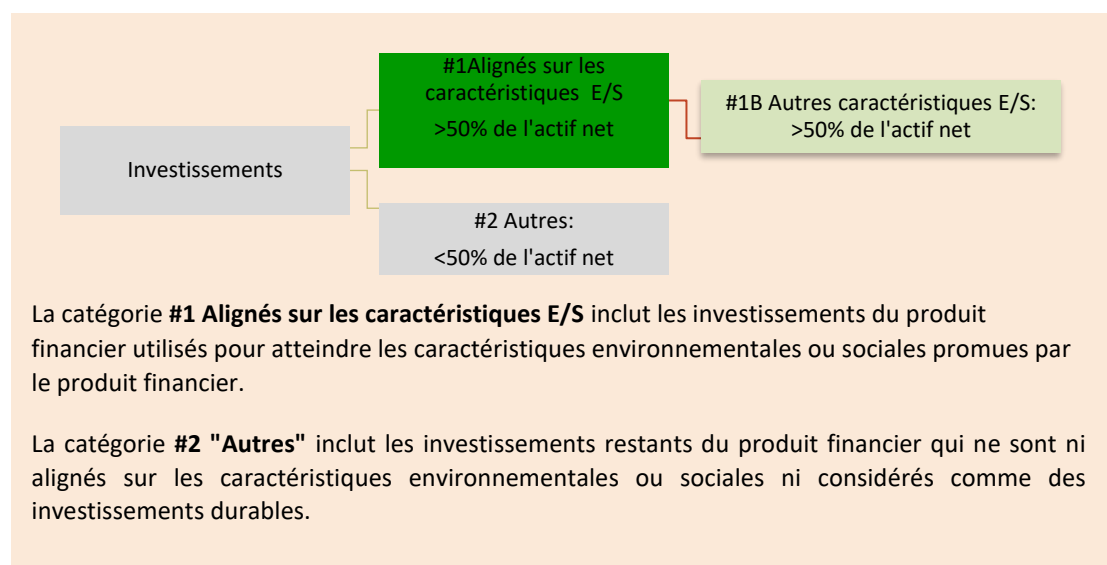 #1Alignés sur les
caractéristiques E/S
>50% de l'actif net
#1B Autres caractéristiques E/S:
>50% de l'actif net
Investissements
#2 Autres:
<50% de l'actif net
La catégorie #1 Alignés sur les caractéristiques E/S inclut les investissements du produit
financier utilisés pour atteindre les caractéristiques environnementales ou sociales promues par
le produit financier.
La catégorie #2 "Autres" inclut les investissements restants du produit financier qui ne sont ni
alignés sur les caractéristiques environnementales ou sociales ni considérés comme des
investissements durables.